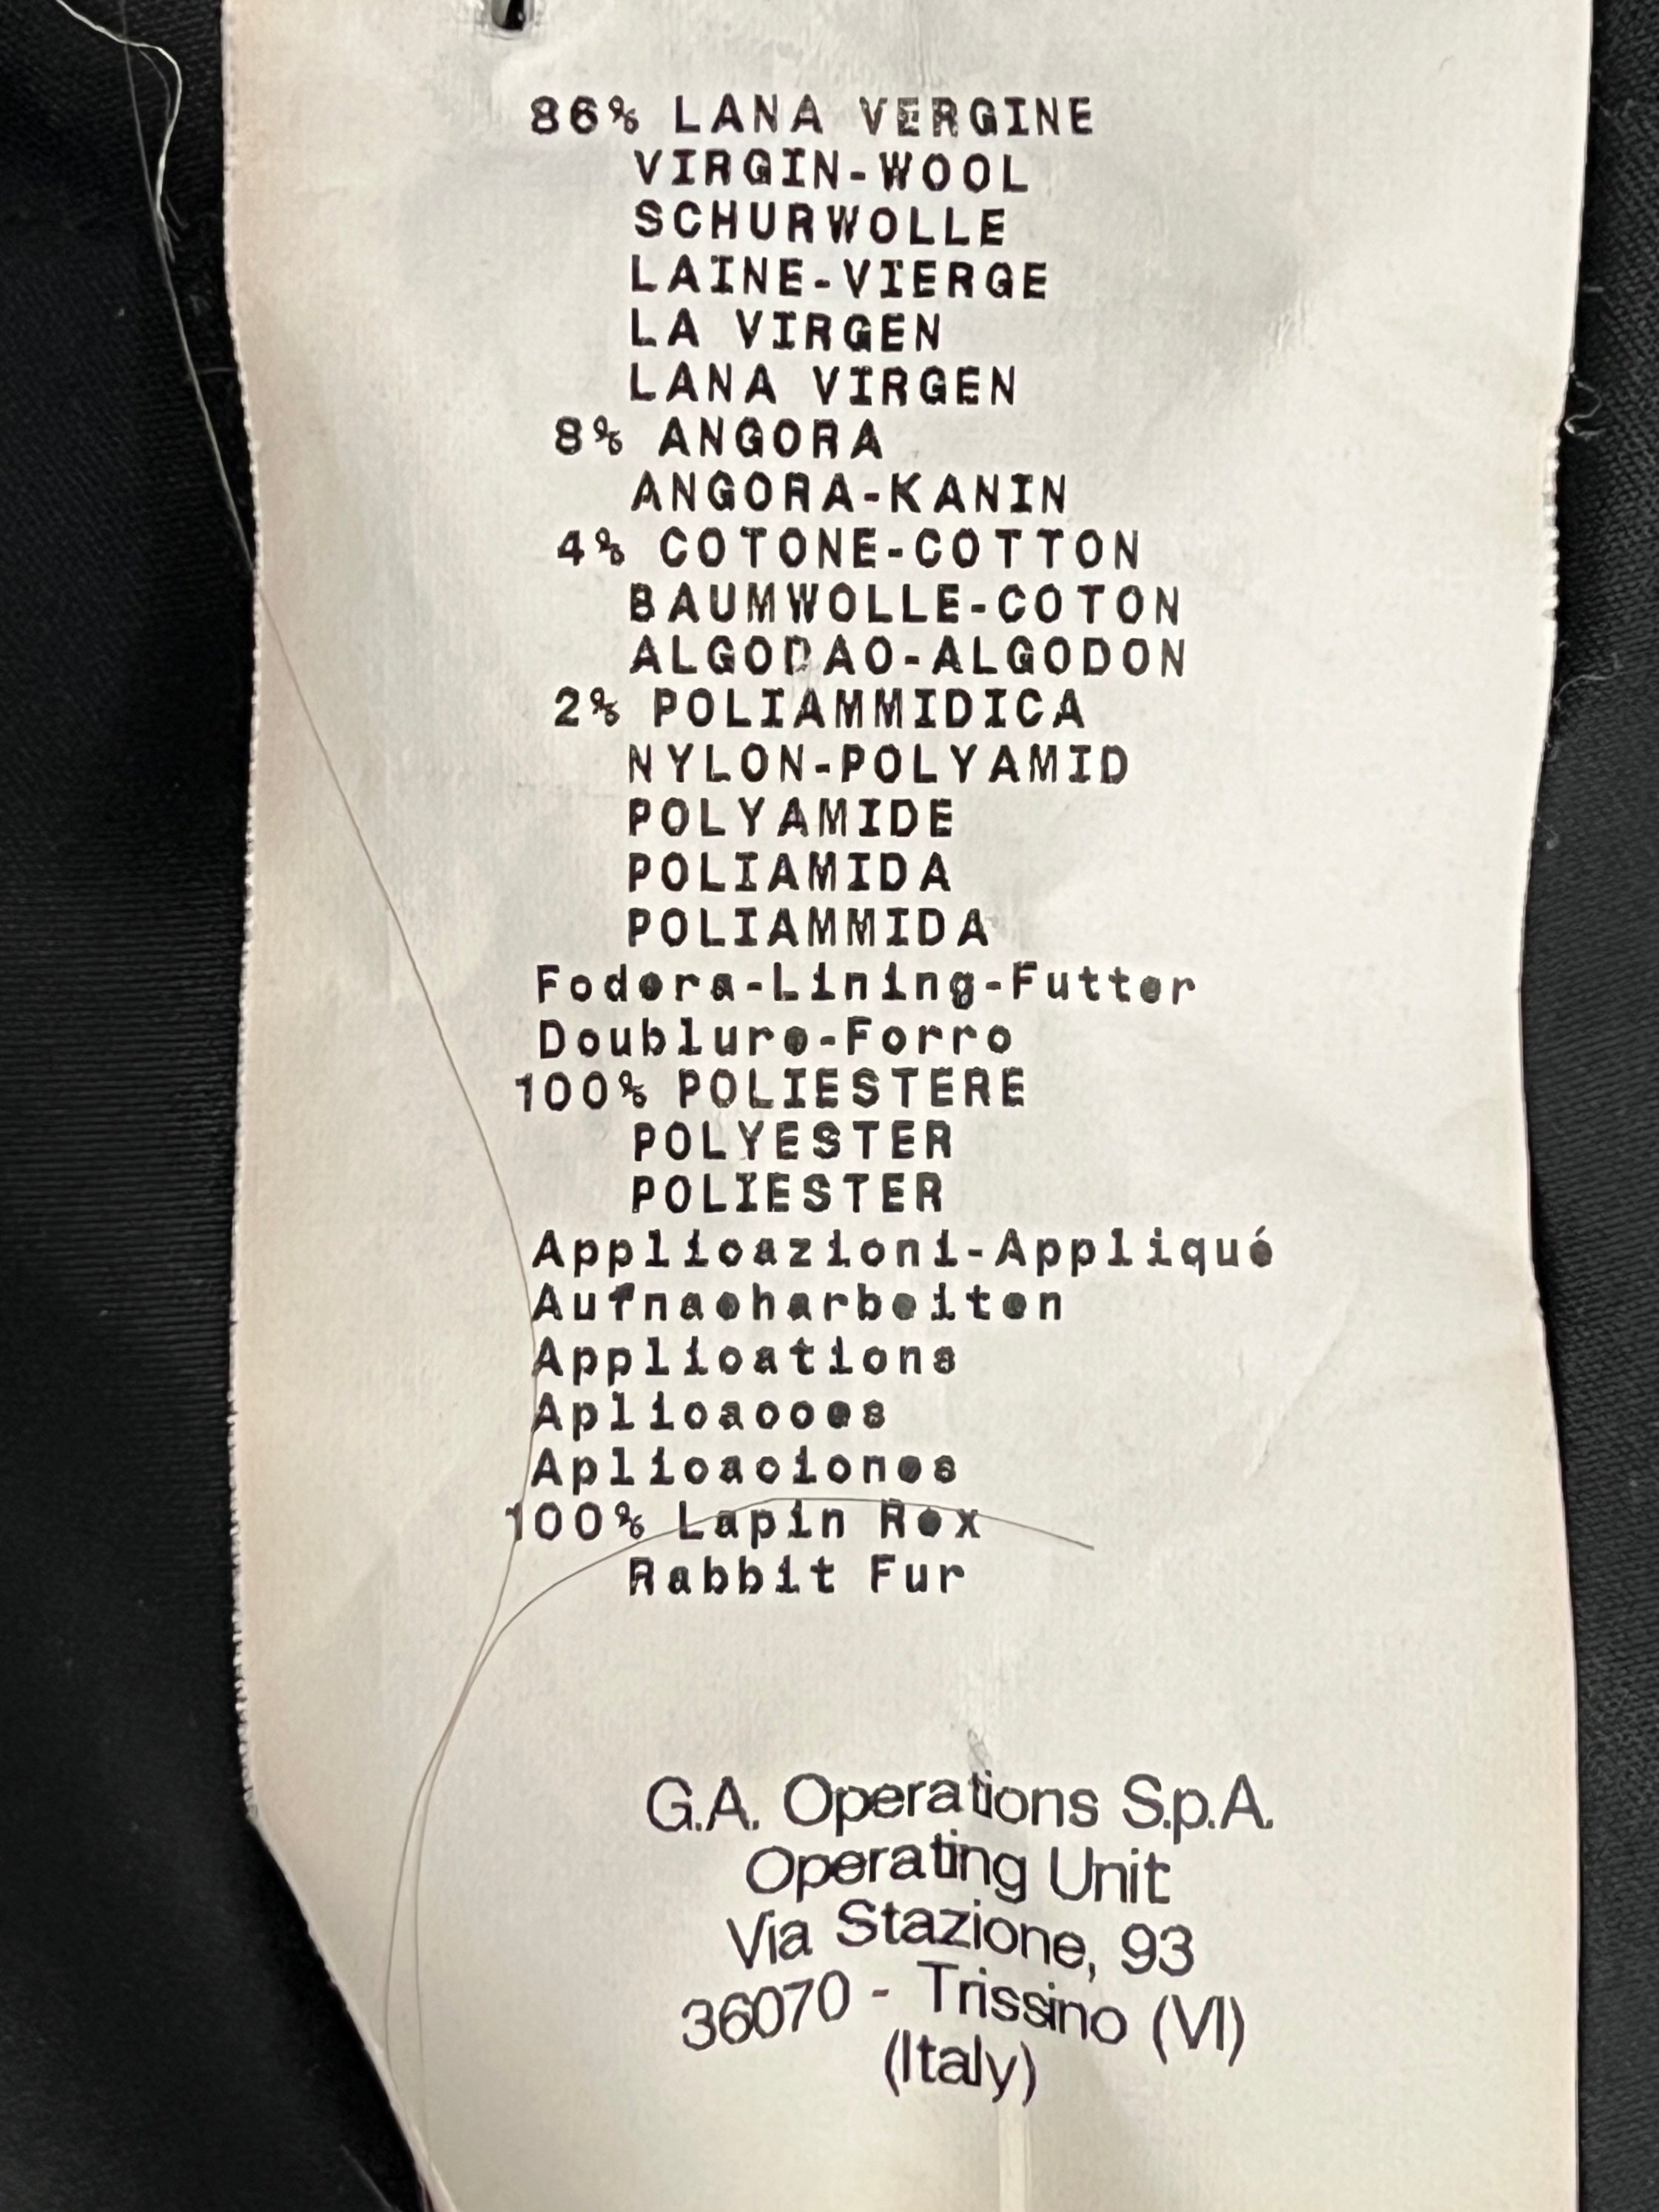 86% LANA VERGINE
VIRGIN-WOOL
SCHURWOLLE
LAINE-VIERGE
LA VIRGEN
LANA VIRGEN
8% ANGORA
ANGORA-KANIN
4% COTONE-COTTON
BAUMWOLLE-COTON
ALGODAO-ALGODON
2% POLIAMMIDICA
NYLON-POLYAMID
POLYAMIDE
POLIAMIDA
POLIAMMIDA
Fodera-Lining-Futter
Doublure-Forro
100% POLIESTERE
POLYESTER
POLIESTER
Applicazioni-Appliqué
Aufnaeharbeiten
Applications
Aplicacoes
Aplicaciones
100% Lapin Rex
Rabbit Fur
G.A. Operations S.p.A.
Operating Unit
Via Stazione, 93
36070 - Trissino (VI)
(Italy)